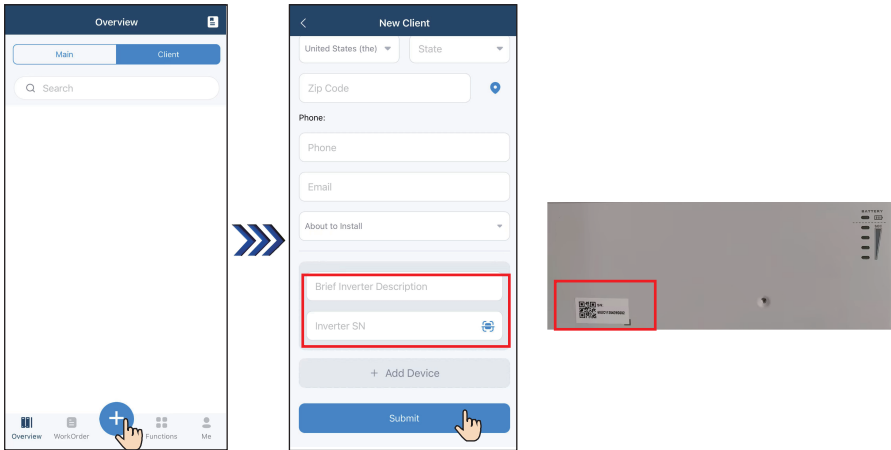 Overview
Main
Client
Search
Overview
WorkOrder
Functions
Me
New Client
United States (the)
State
Zip Code
Phone:
Phone
Email
About to Install
Brief Inverter Description
Inverter SN
+ Add Device
Submit
BATTERY
SN: